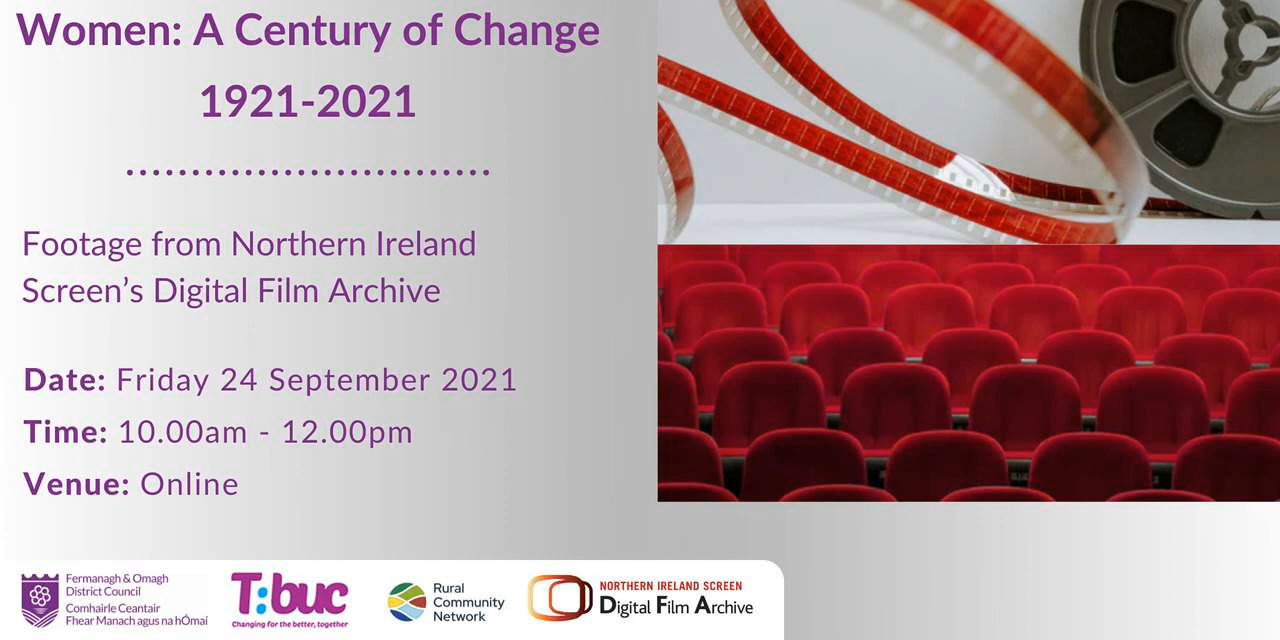 Women: A Century of Change
1921-2021
Footage from Northern Ireland
Screen’s Digital Film Archive
Date: Friday 24 September 2021
Time: 10.00am - 12.00pm
Venue: Online
Fermanagh & Omagh
District Council
Comhairle Ceantair
Fhear Manach agus na hÓmaí
T:buc
Changing for the better, together
Rural
Community
Network
NORTHERN IRELAND SCREEN
Digital Film Archive